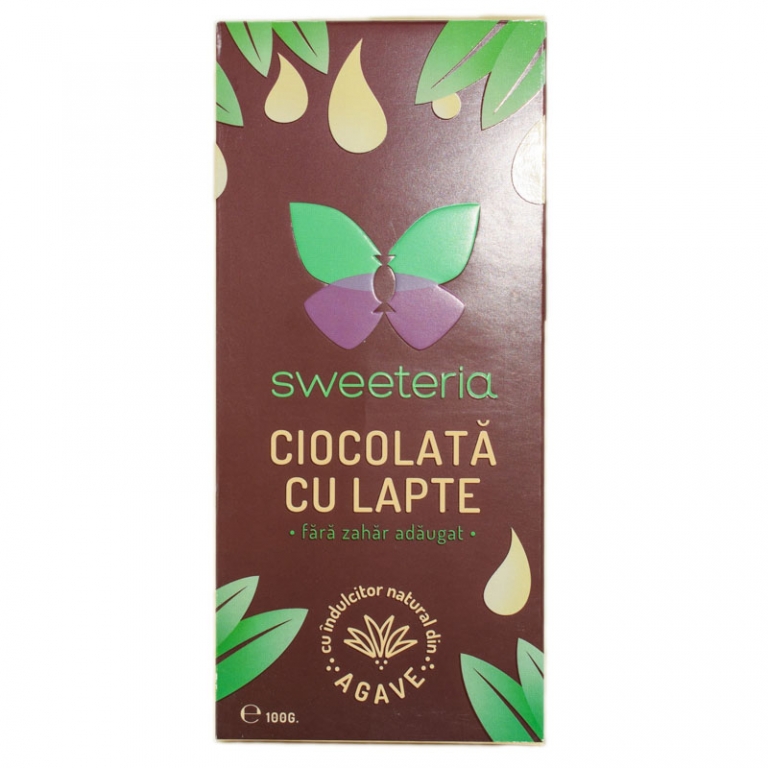 sweeteria
CIOCOLATĂ
CU LAPTE
• fără zahăr adăugat •
cu îndulcitor natural din
AGAVE
℮ 100G.